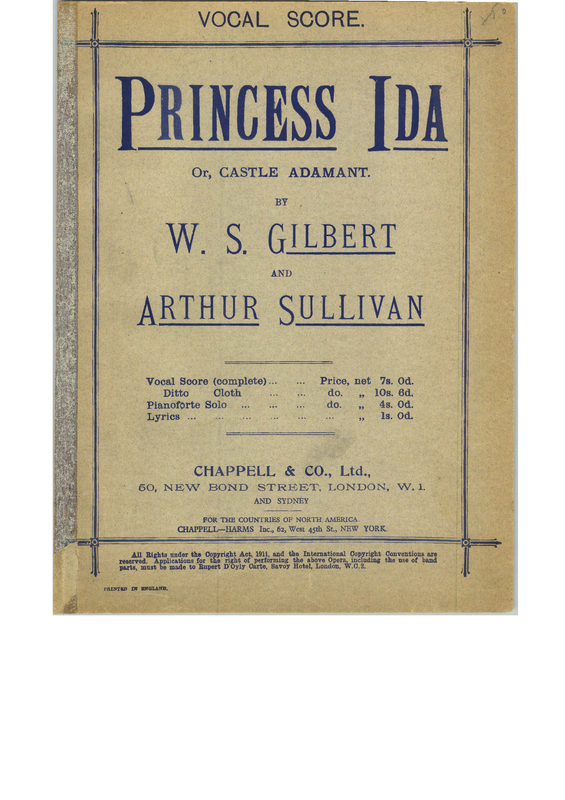 VOCAL SCORE.
PRINCESS IDA
Or, CASTLE ADAMANT.
BY
W. S. GILBERT
AND
ARTHUR SULLIVAN
Vocal Score (complete)... ... Price, net 7s. 0d.
Ditto Cloth ... ... do. „ 10s. 6d.
Pianoforte Solo ... ... ... do. „ 4s. 0d.
Lyrics ... ... ... ... ... ... „ 1s. 0d.
CHAPPELL & CO., Ltd.,
50, NEW BOND STREET, LONDON, W. 1.
AND SYDNEY
FOR THE COUNTRIES OF NORTH AMERICA
CHAPPELL—HARMS Inc., 62, West 45th St., NEW YORK.
All Rights under the Copyright Act, 1911, and the International Copyright Conventions are
reserved. Applications for the right of performing the above Opera, including the use of band
parts, must be made to Rupert D'Oyly Carte, Savoy Hotel, London, W.C.2.
PRINTED IN ENGLAND.